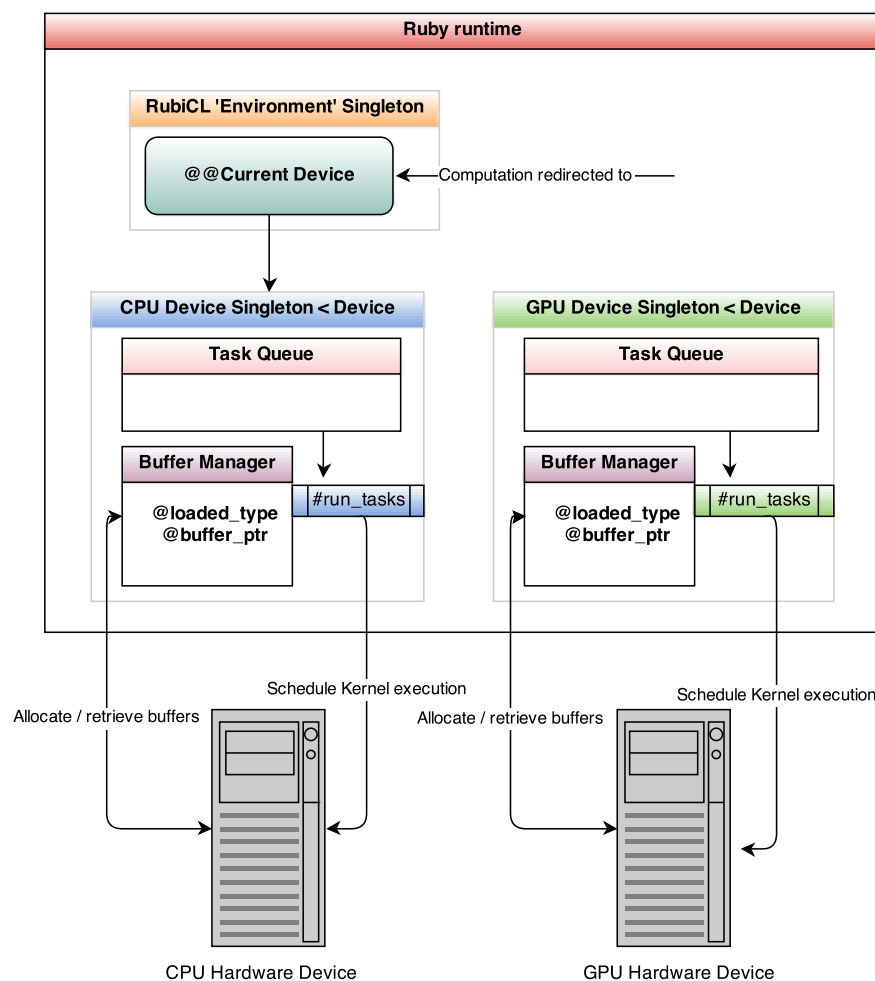 Ruby runtime
RubiCL 'Environment' Singleton
@@Current Device
Computation redirected to
CPU Device Singleton < Device
GPU Device Singleton < Device
Task Queue
Task Queue
Buffer Manager
#run_tasks
@loaded_type
@buffer_ptr
Buffer Manager
#run_tasks
@loaded_type
@buffer_ptr
Schedule Kernel execution
Schedule Kernel execution
Allocate / retrieve buffers
Allocate / retrieve buffers
CPU Hardware Device
GPU Hardware Device